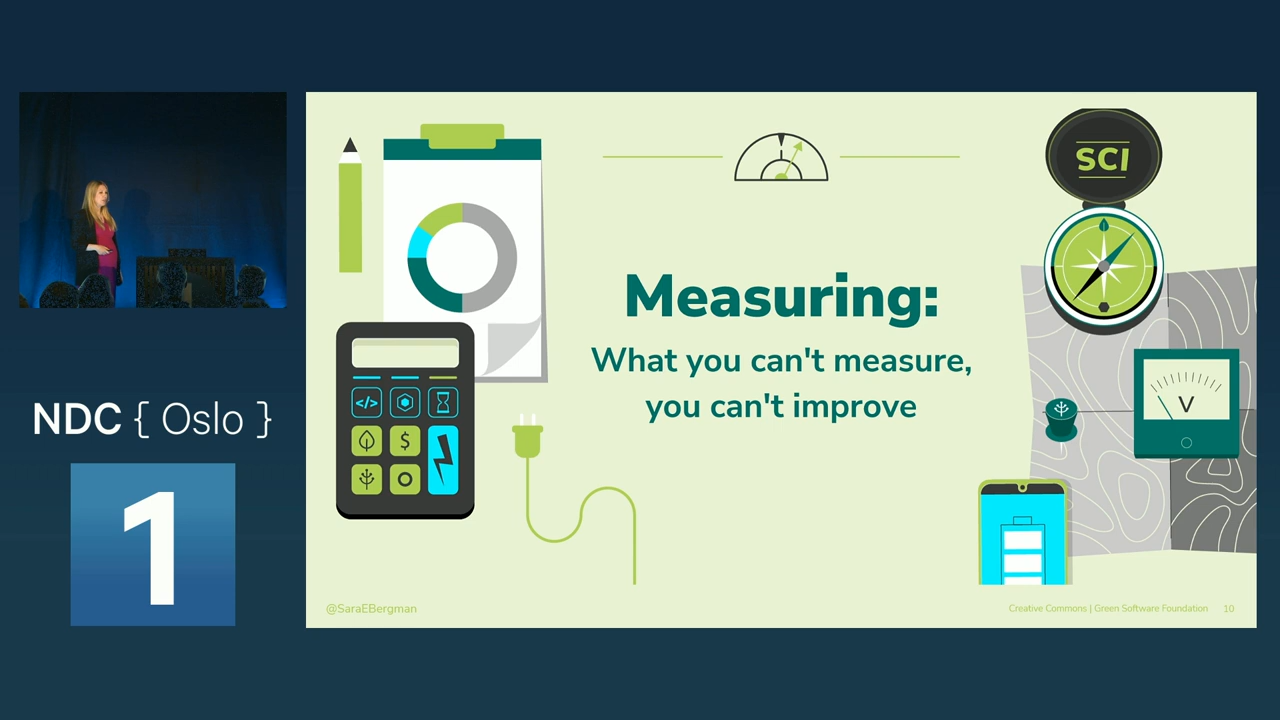 NDC { Oslo }
1
SCI
Measuring:
What you can't measure,
you can't improve
</>
$
V
@SaraEBergman
Creative Commons | Green Software Foundation 10